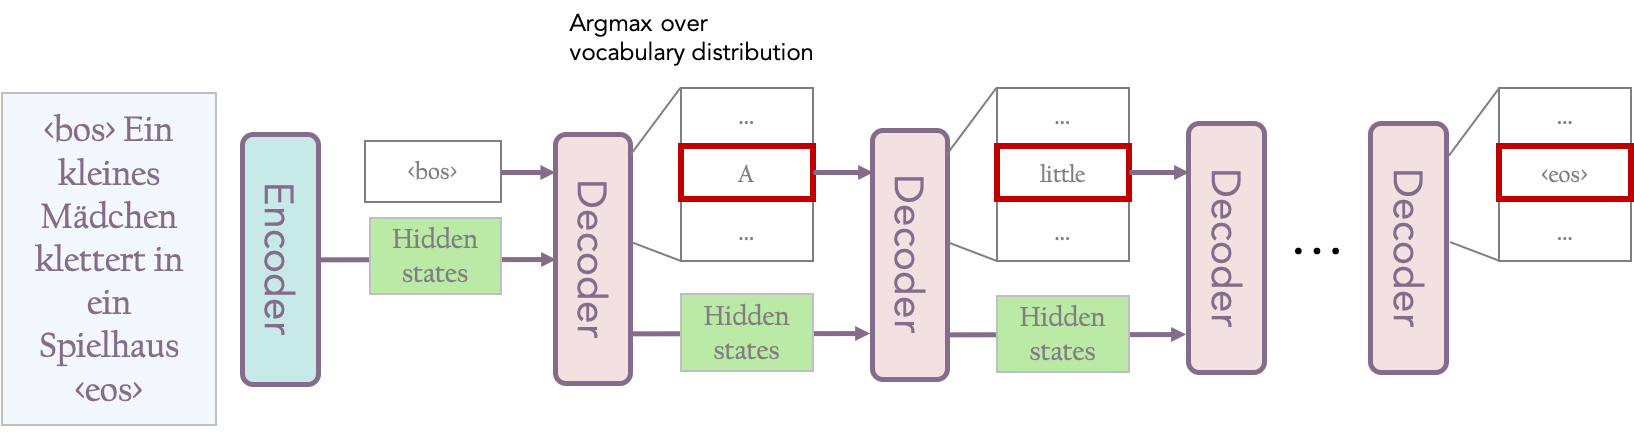 Argmax over
vocabulary distribution
‹bos› Ein
kleines
Mädchen
klettert in
ein
Spielhaus
‹eos›
Encoder
‹bos›
Hidden
states
Decoder
...
A
...
Hidden
states
Decoder
...
little
...
Hidden
states
Decoder
...
Decoder
...
‹eos›
...